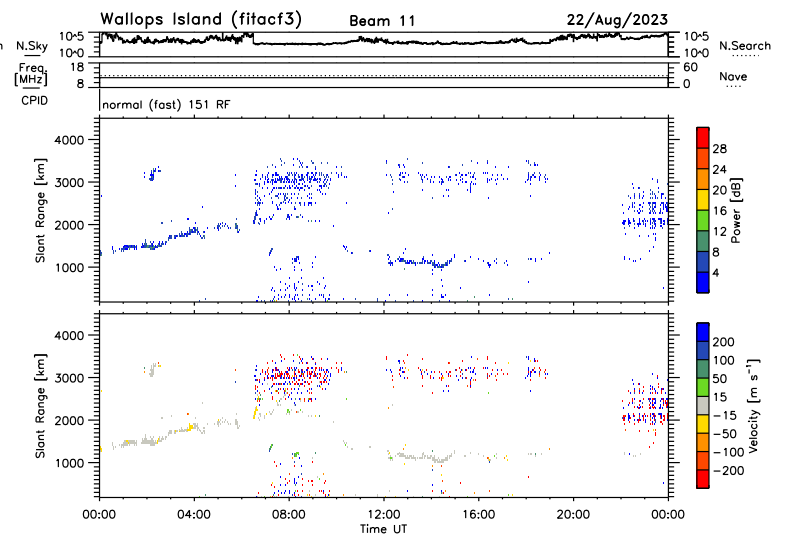 Wallops Island (fitacf3) Beam 11 22/Aug/2023
n N.Sky 10^5 10^0 10^5 10^0 N.Search
Freq. [MHz] 18 8 60 0 Nave
CPID normal (fast) 151 RF
Slant Range [km] 4000 3000 2000 1000
Power [dB] 28 24 20 16 12 8 4
Slant Range [km] 4000 3000 2000 1000
Velocity [m s⁻¹] 200 100 50 15 -15 -50 -100 -200
00:00 04:00 08:00 12:00 16:00 20:00 00:00
Time UT